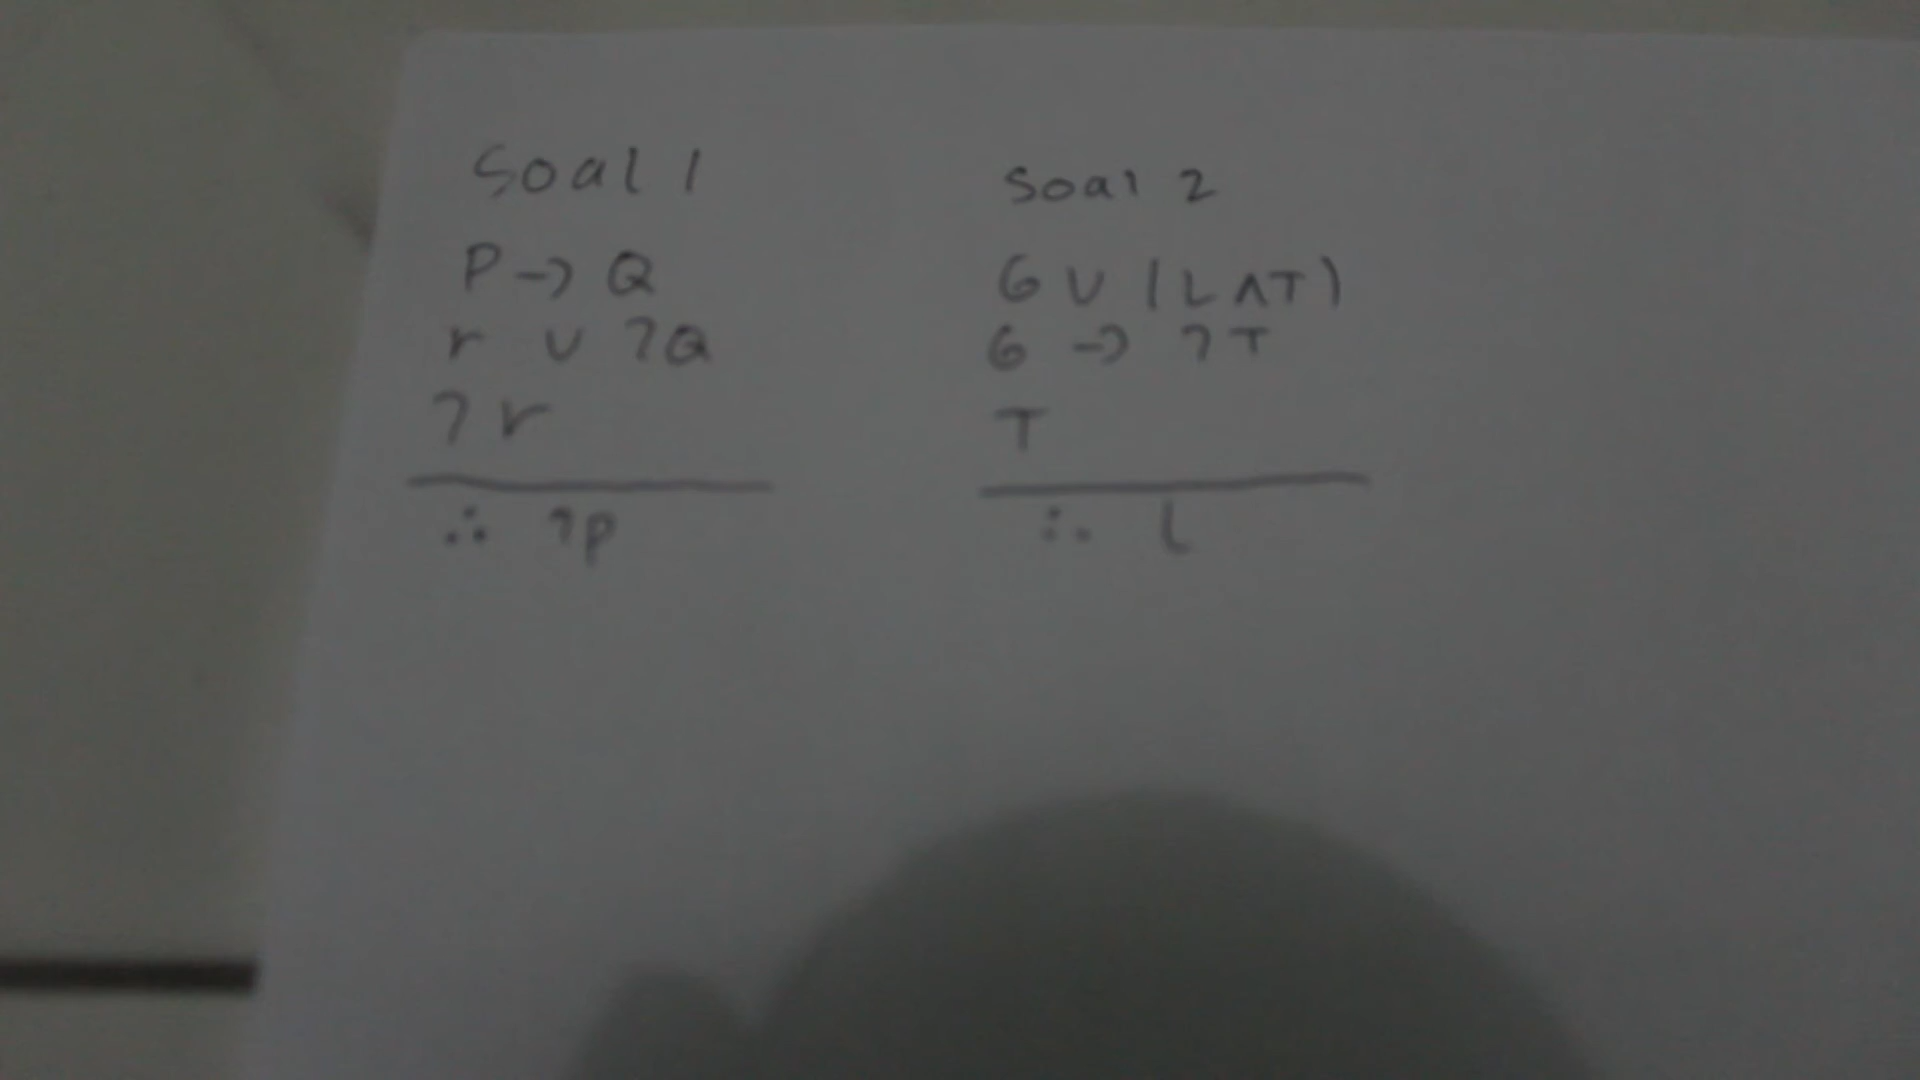 Soal 1
P → Q
r ∨ ⌐Q
⌐r
∴ ⌐p
Soal 2
G ∨ (L ∧ T)
G → ⌐T
T
∴ L